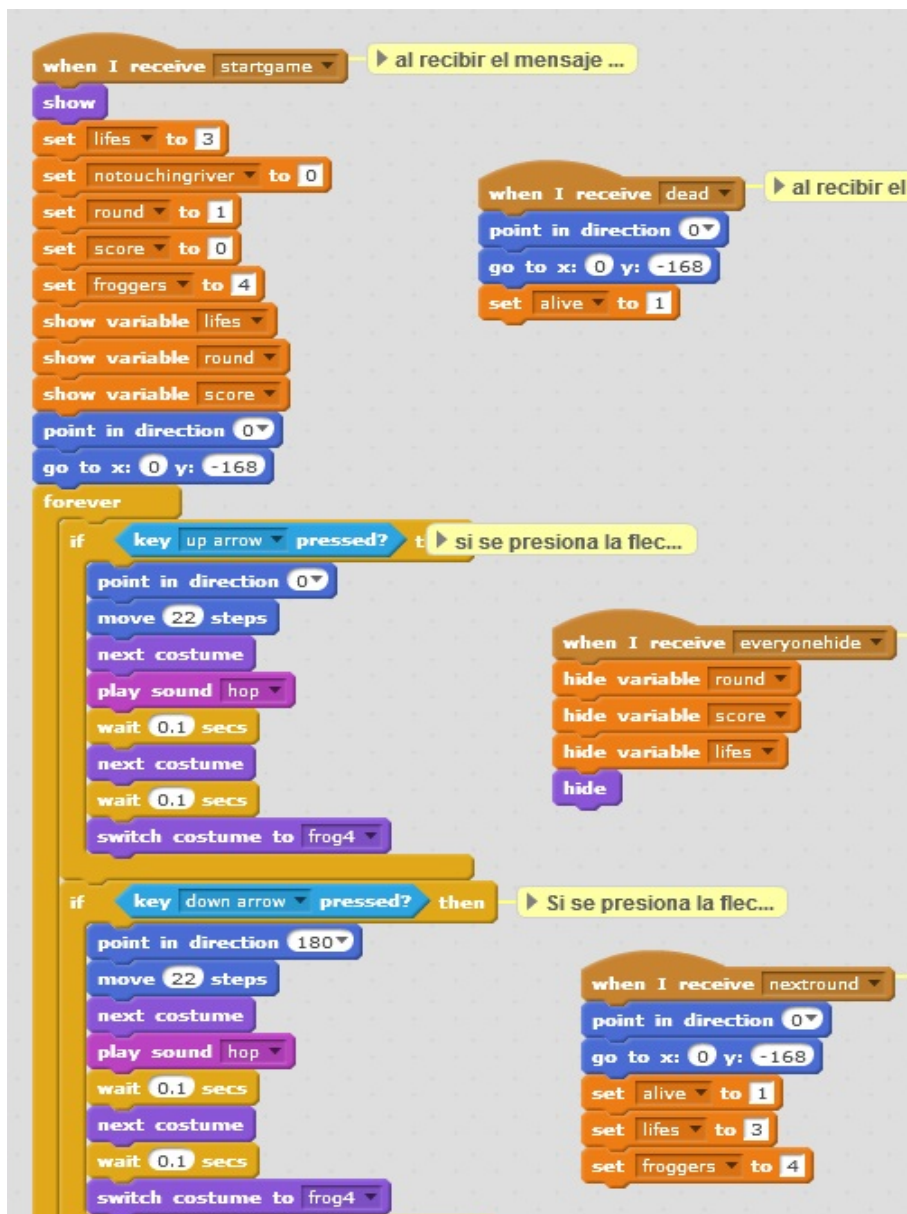 when I receive startgame
al recibir el mensaje ...
show
set lifes to 3
set notouchingriver to 0
set round to 1
set score to 0
set froggers to 4
show variable lifes
show variable round
show variable score
point in direction 0
go to x: 0 y: -168
forever
if key up arrow pressed? t
si se presiona la flec...
point in direction 0
move 22 steps
next costume
play sound hop
wait 0.1 secs
next costume
wait 0.1 secs
switch costume to frog4
if key down arrow pressed? then
Si se presiona la flec...
point in direction 180
move 22 steps
next costume
play sound hop
wait 0.1 secs
next costume
wait 0.1 secs
switch costume to frog4
when I receive dead
al recibir el
point in direction 0
go to x: 0 y: -168
set alive to 1
when I receive everyonehide
hide variable round
hide variable score
hide variable lifes
hide
when I receive nextround
point in direction 0
go to x: 0 y: -168
set alive to 1
set lifes to 3
set froggers to 4